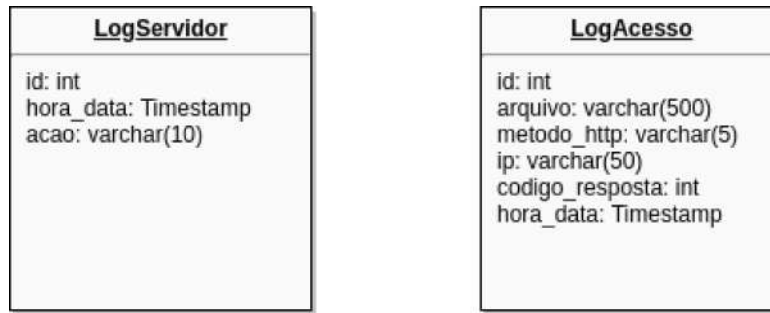 LogServidor
id: int
hora_data: Timestamp
acao: varchar(10)
LogAcesso
id: int
arquivo: varchar(500)
metodo_http: varchar(5)
ip: varchar(50)
codigo_resposta: int
hora_data: Timestamp